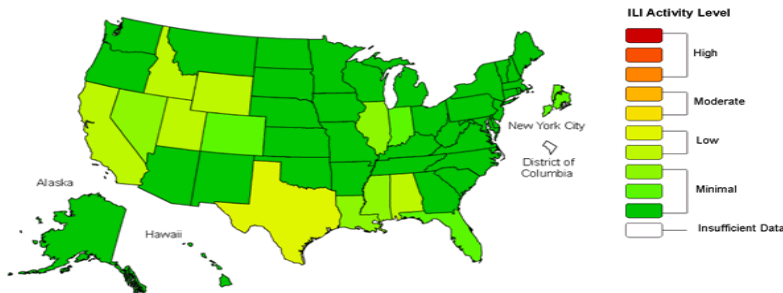 ILI Activity Level
High
Moderate
New York City
Low
District of
Columbia
Alaska
Minimal
Hawaii
Insufficient Data